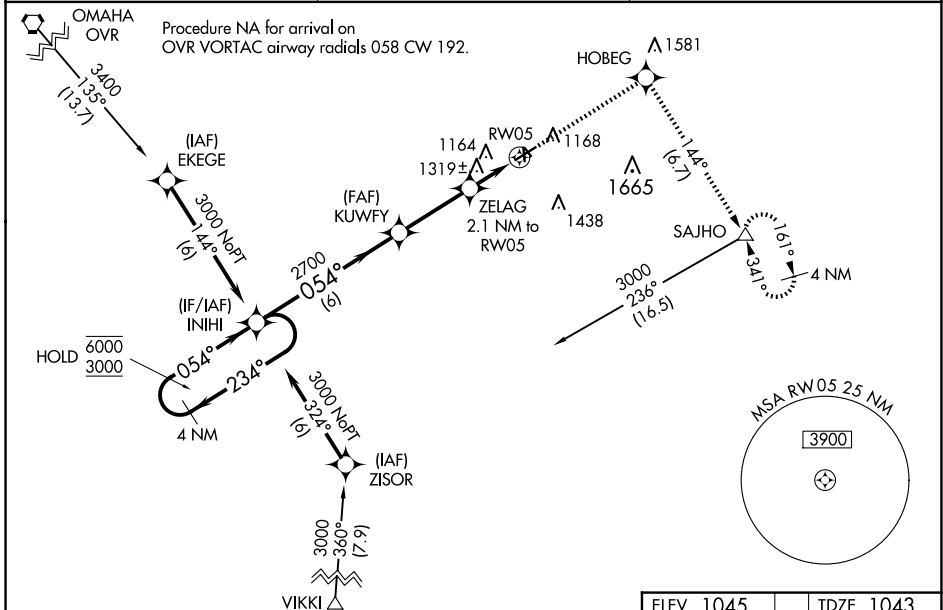 OMAHA
OVR
Procedure NA for arrival on
OVR VORTAC airway radials 058 CW 192.
3400
135°
(13.7)
(IAF)
EKEGE
3000 NoPT
144°
(6)
(IF/IAF)
INIHI
2700
054°
(6)
(FAF)
KUWFY
1164
1319±
RW05
1168
ZELAG
2.1 NM to
RW05
1438
1665
HOBEG
1581
144°
(6.7)
SAJHO
161°
341°
4 NM
3000
236°
(16.5)
HOLD
6000
3000
054°
234°
4 NM
3000 NoPT
324°
(6)
(IAF)
ZISOR
3000
360°
(7.9)
VIKKI
MSA RW05 25 NM
3900
ELEV 1045
TDZE 1043